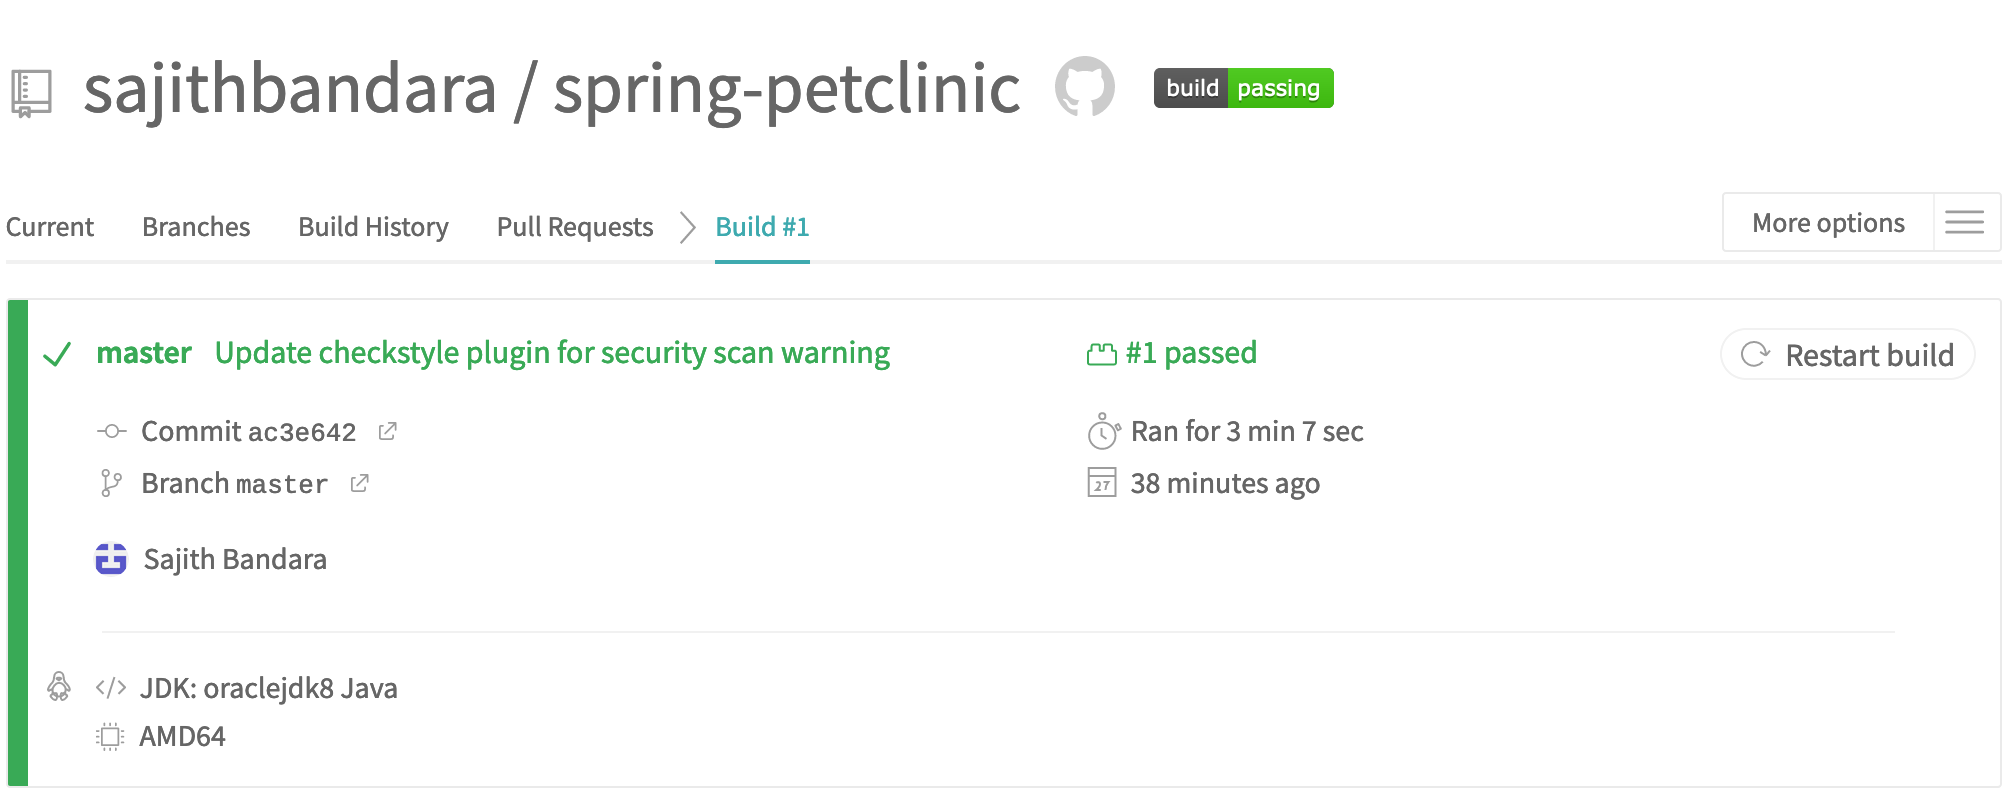 sajithbandara / spring-petclinic build passing
Current Branches Build History Pull Requests Build #1 More options
master Update checkstyle plugin for security scan warning #1 passed Restart build
Commit ac3e642 Ran for 3 min 7 sec
Branch master 27 38 minutes ago
Sajith Bandara
</> JDK: oraclejdk8 Java
AMD64